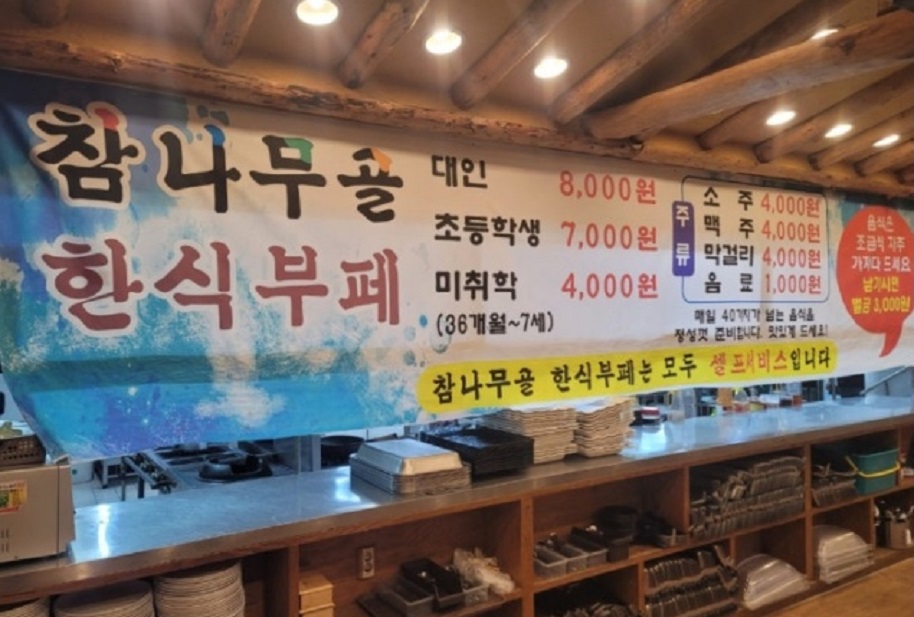 참나무골
한식부페
대인 8,000원
초등학생 7,000원
미취학 4,000원
(36개월~7세)
주류
소주 4,000원
맥주 4,000원
막걸리 4,000원
음료 1,000원
매일 40가지가 넘는 음식을
정성껏 준비합니다. 맛있게 드세요!
참나무골 한식부페는 모두 셀프서비스입니다
음식은
조금씩 자주
가져다 드세요
남기시면
벌금 3,000원!